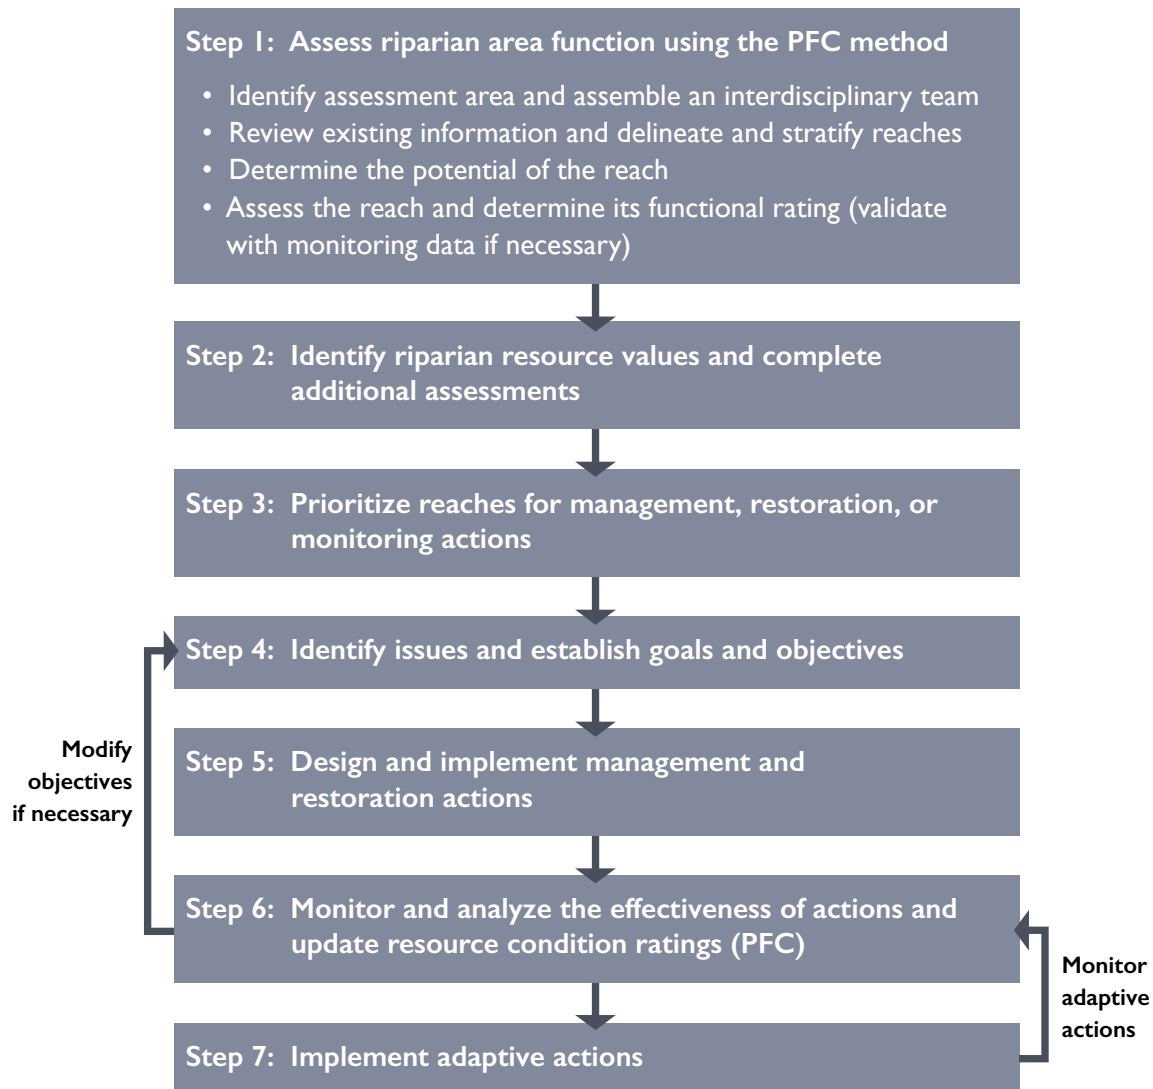 Step 1: Assess riparian area function using the PFC method
• Identify assessment area and assemble an interdisciplinary team
• Review existing information and delineate and stratify reaches
• Determine the potential of the reach
• Assess the reach and determine its functional rating (validate
with monitoring data if necessary)
Step 2: Identify riparian resource values and complete
additional assessments
Step 3: Prioritize reaches for management, restoration, or
monitoring actions
Step 4: Identify issues and establish goals and objectives
Modify
objectives
if necessary
Step 5: Design and implement management and
restoration actions
Step 6: Monitor and analyze the effectiveness of actions and
update resource condition ratings (PFC)
Monitor
adaptive
actions
Step 7: Implement adaptive actions